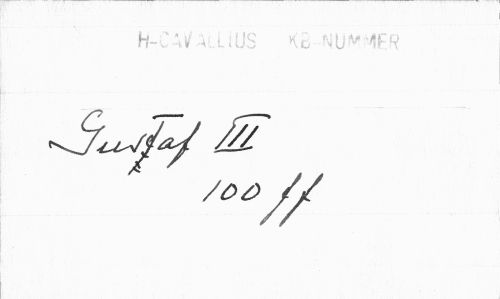 H-CAVALLIUS KB-NUMMER
Gustaf III
100 ff